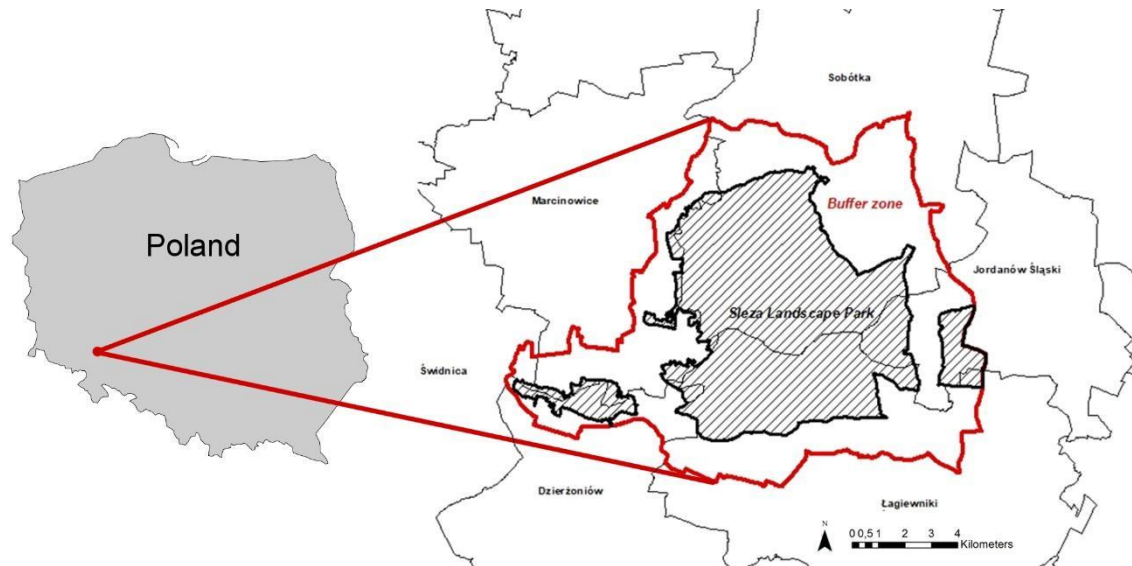 Sobótka
Marcinowice
Buffer zone
Poland
Jordanów Śląski
Sleza Landscape Park
Świdnica
Dzierżoniów
Łagiewniki
N
0 0,5 1 2 3 4
Kilometers